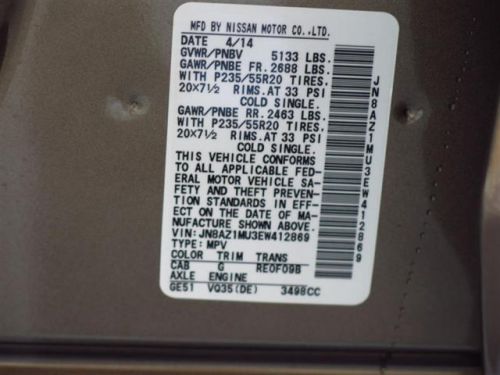 MFD BY NISSAN MOTOR CO.,LTD.
DATE 4/14
GVWR/PNBV 5133 LBS.
GAWR/PNBE FR. 2688 LBS.
WITH P235/55R20 TIRES.
20×7½ RIMS. AT 33 PSI
COLD SINGLE.
GAWR/PNBE RR. 2463 LBS.
WITH P235/55R20 TIRES.
20×7½ RIMS. AT 33 PSI
COLD SINGLE.
THIS VEHICLE CONFORMS
TO ALL APPLICABLE FED-
ERAL MOTOR VEHICLE SA-
FETY AND THEFT PREVEN-
TION STANDARDS IN EFF-
ECT ON THE DATE OF MA-
NUFACTURE SHOWN ABOVE.
VIN:JN8AZ1MU3EW412869
TYPE:MPV
COLOR TRIM TRANS
CAB G RE0F09B
AXLE ENGINE
GE51 VQ35(DE) 3498CC
JN8AZ1MU3EW412869